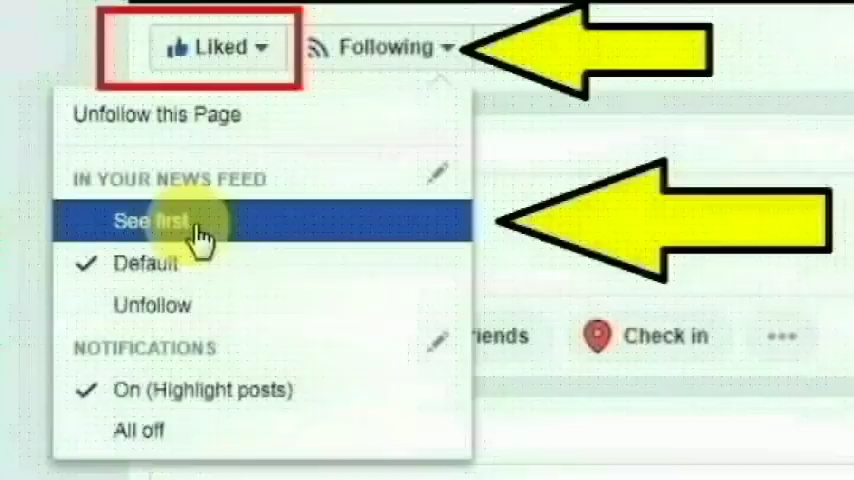 Liked Following
Unfollow this Page
IN YOUR NEWS FEED
See first
Default
Unfollow
NOTIFICATIONS
On (Highlight posts)
All off
riends Check in